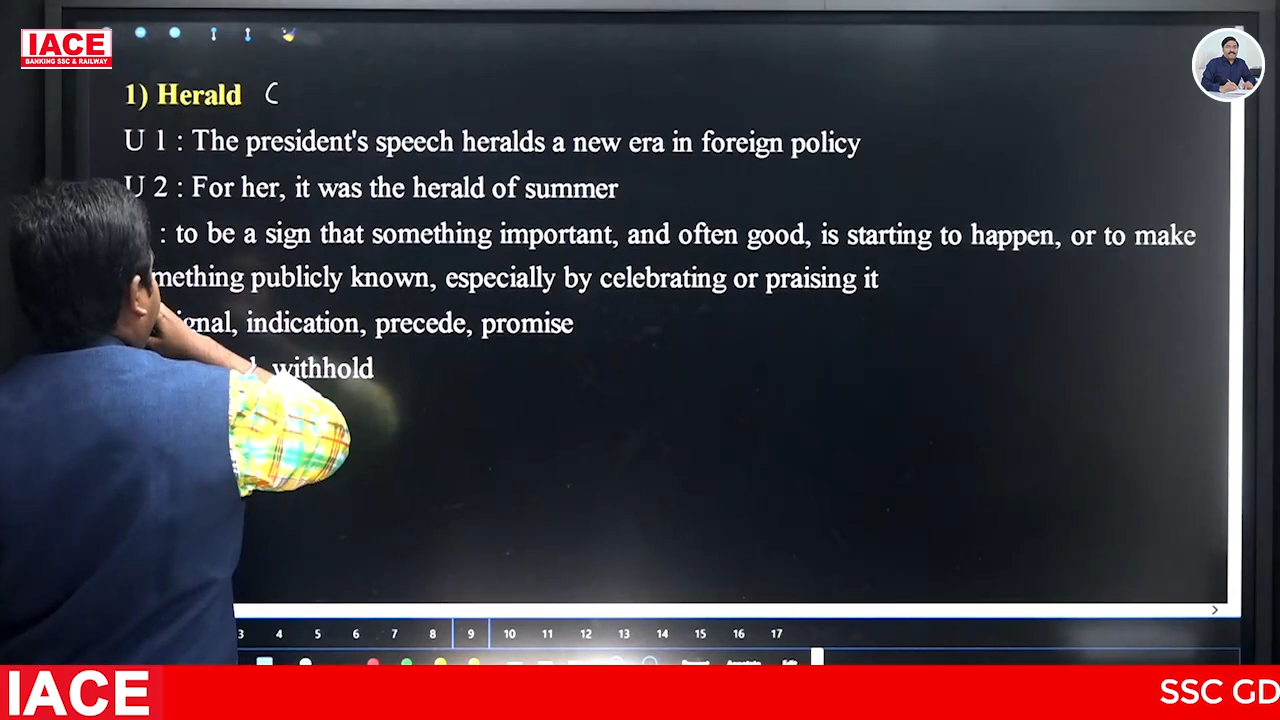 IACE
BANKING SSC & RAILWAY
1) Herald C
U 1 : The president's speech heralds a new era in foreign policy
U 2 : For her, it was the herald of summer
: to be a sign that something important, and often good, is starting to happen, or to make
mething publicly known, especially by celebrating or praising it
ignal, indication, precede, promise
withhold
3 4 5 6 7 8 9 10 11 12 13 14 15 16 17
IACE
SSC GD